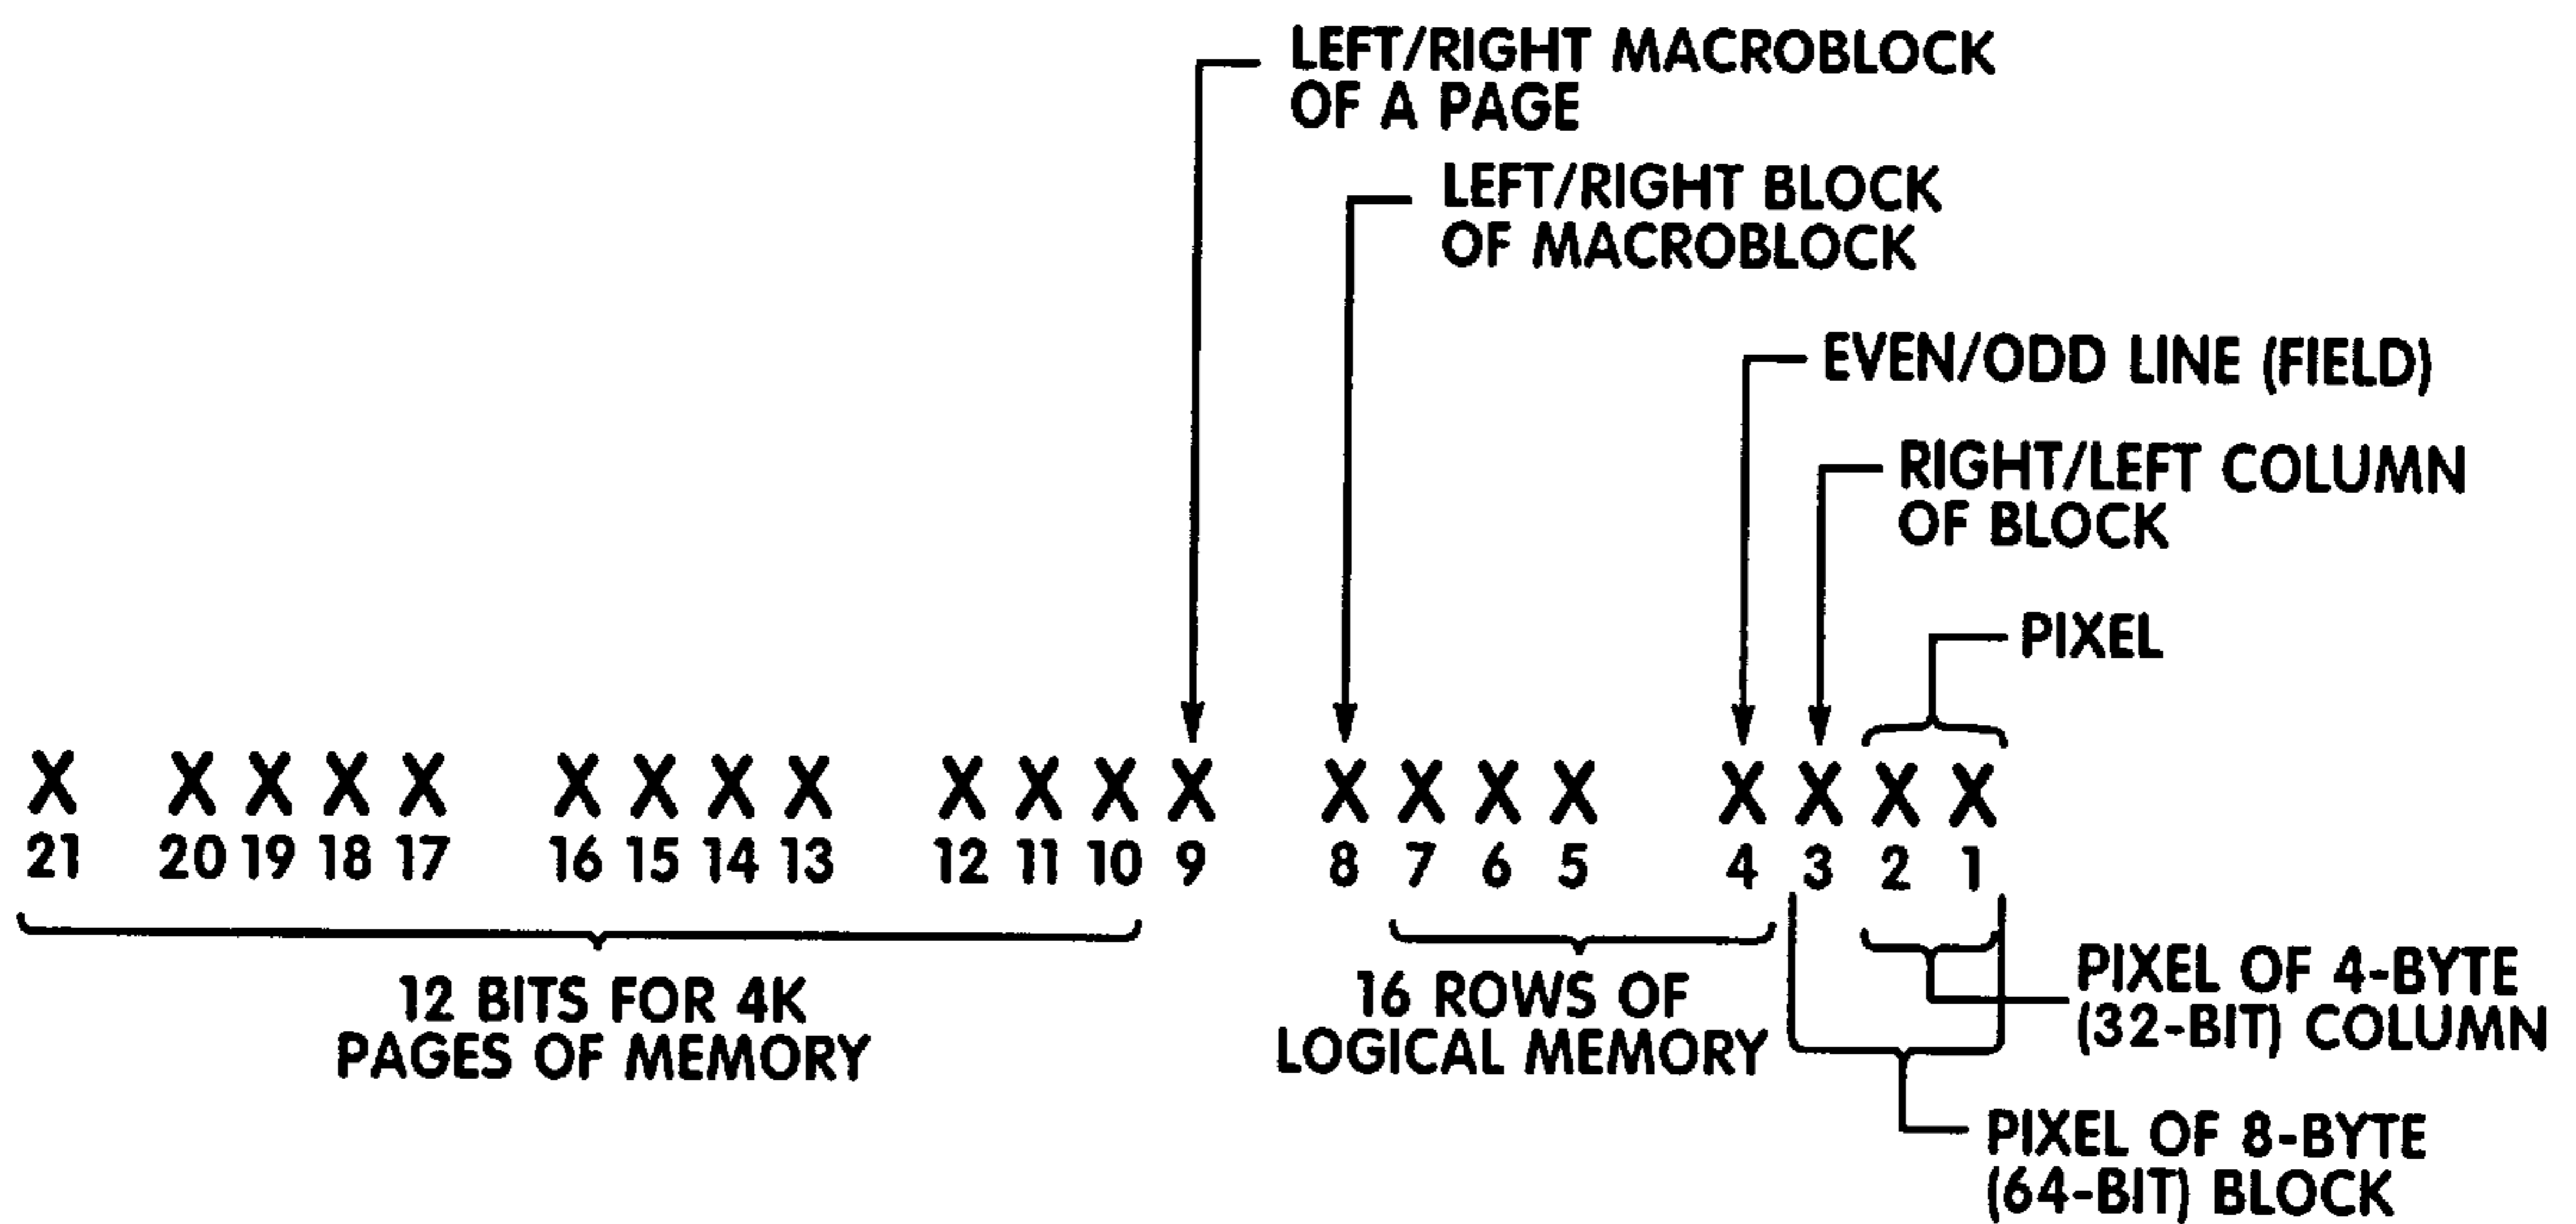 LEFT/RIGHT MACROBLOCK
OF A PAGE
LEFT/RIGHT BLOCK
OF MACROBLOCK
EVEN/ODD LINE (FIELD)
RIGHT/LEFT COLUMN
OF BLOCK
PIXEL
X X X X X X X X X X X X X X X X X X X X X
21 20 19 18 17 16 15 14 13 12 11 10 9 8 7 6 5 4 3 2 1
12 BITS FOR 4K
PAGES OF MEMORY
16 ROWS OF
LOGICAL MEMORY
PIXEL OF 4-BYTE
(32-BIT) COLUMN
PIXEL OF 8-BYTE
(64-BIT) BLOCK